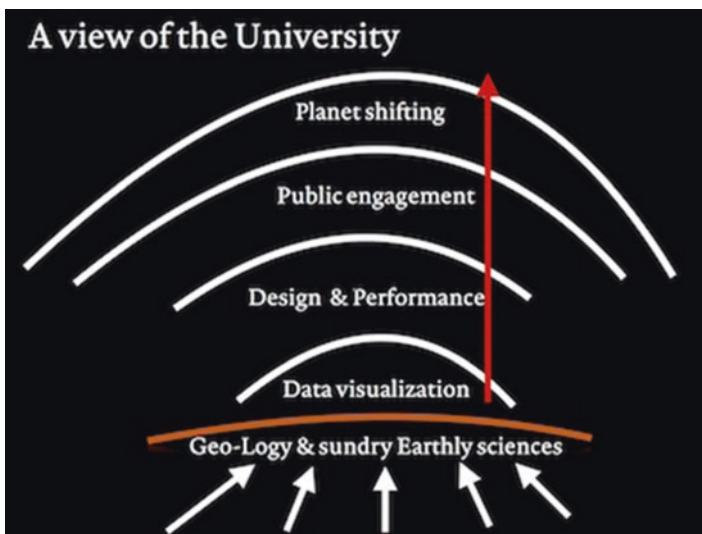 A view of the University
Planet shifting
Public engagement
Design & Performance
Data visualization
Geo-Logy & sundry Earthly sciences